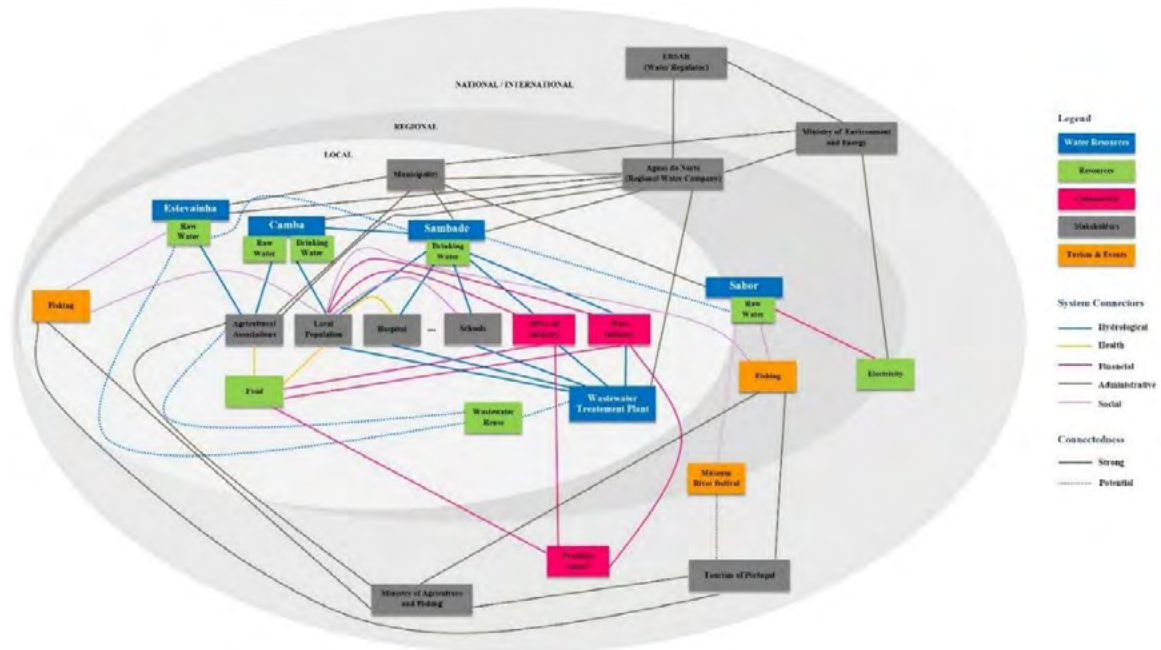 ERSAR
(Water Regulator)
NATIONAL / INTERNATIONAL
Ministry of Environment
and Energy
REGIONAL
LOCAL
Municipality
Aguas do Norte
(Regional Water Company)
Estevainha
Raw
Water
Camba
Raw
Water
Drinking
Water
Sambade
Drinking
Water
Sabor
Raw
Water
Fishing
Agricultural
Associations
Local
Population
Hospital
...
Schools
Industry
Industry
Fishing
Electricity
Food
Wastewater
Reuse
Wastewater
Treatement Plant
Museum
River festival
Ministry of Agriculture
and Fishing
Tourism of Portugal
Legend
Water Resources
Resources
Stakeholders
Turism & Events
System Connectors
Hydrological
Health
Financial
Administrative
Social
Connectedness
Strong
Potential